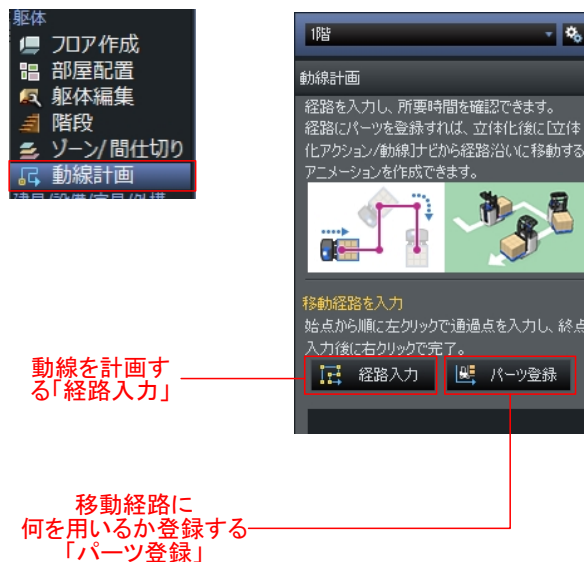 躯体
フロア作成
部屋配置
躯体編集
階段
ゾーン/間仕切り
動線計画
建具/設備/家具/外構
1階
動線計画
経路を入力し、所要時間を確認できます。
経路にパーツを登録すれば、立体化後に[立体
化アクション/動線]ナビから経路沿いに移動する
アニメーションを作成できます。
移動経路を入力
始点から順に左クリックで通過点を入力し、終点
入力後に右クリックで完了。
経路入力
パーツ登録
動線を計画す
る「経路入力」
移動経路に
何を用いるか登録する
「パーツ登録」